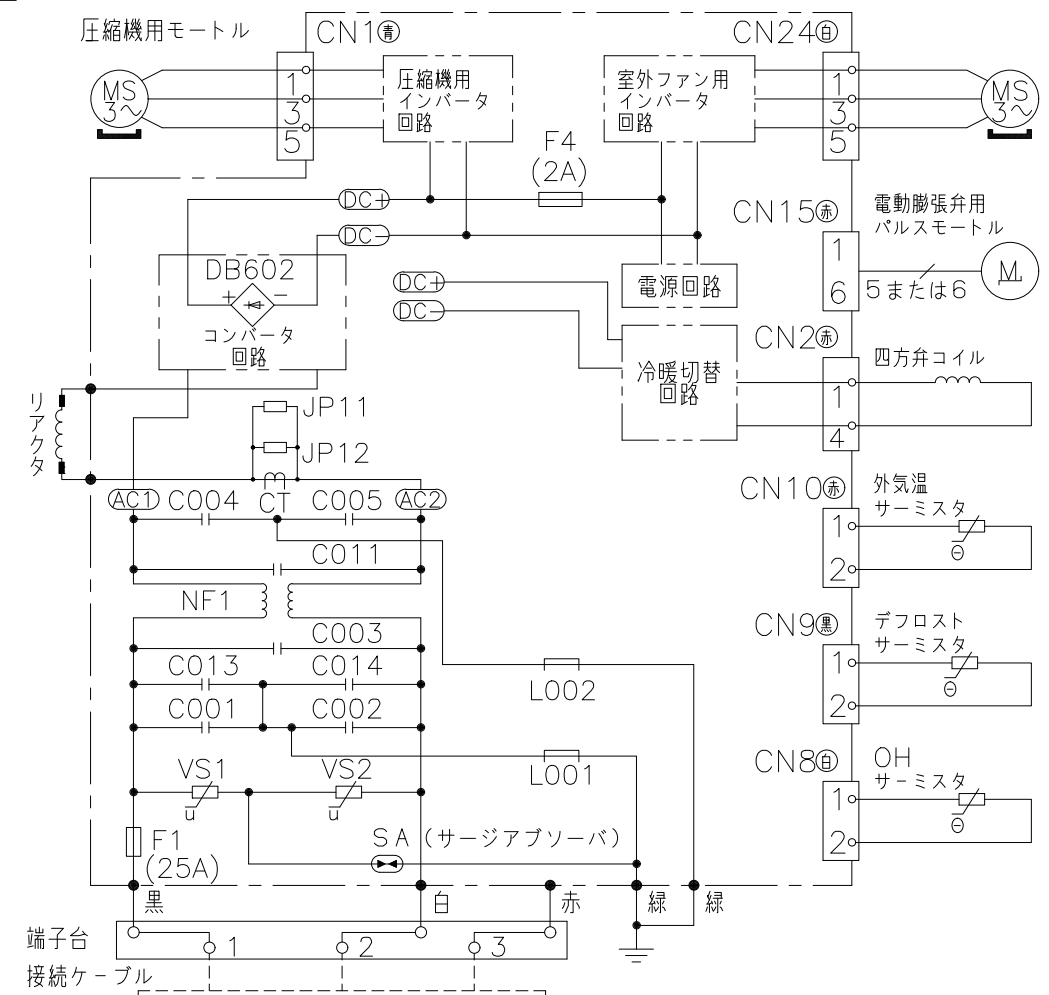 圧縮機用モートル
CN1青
CN24白
MS
3～
1
3
5
圧縮機用
インバータ
回路
室外ファン用
インバータ
回路
1
3
5
MS
3～
F4
(2A)
DC+
DC−
CN15赤
電動膨張弁用
パルスモートル
1
6
5または6
M
DB602
+
−
コンバータ
回路
DC+
DC−
電源回路
冷暖切替
回路
CN2赤
四方弁コイル
1
4
リアクタ
JP11
JP12
CT
AC1
C004
C005
AC2
C011
NF1
C003
C013
C014
C001
C002
L002
L001
CN10赤
外気温
サーミスタ
1
2
θ
CN9黒
デフロスト
サーミスタ
1
2
θ
CN8白
OH
サーミスタ
1
2
θ
VS1
u
VS2
u
F1
(25A)
SA（サージアブソーバ）
黒
白
赤
緑
緑
端子台
1
2
3
接続ケーブル